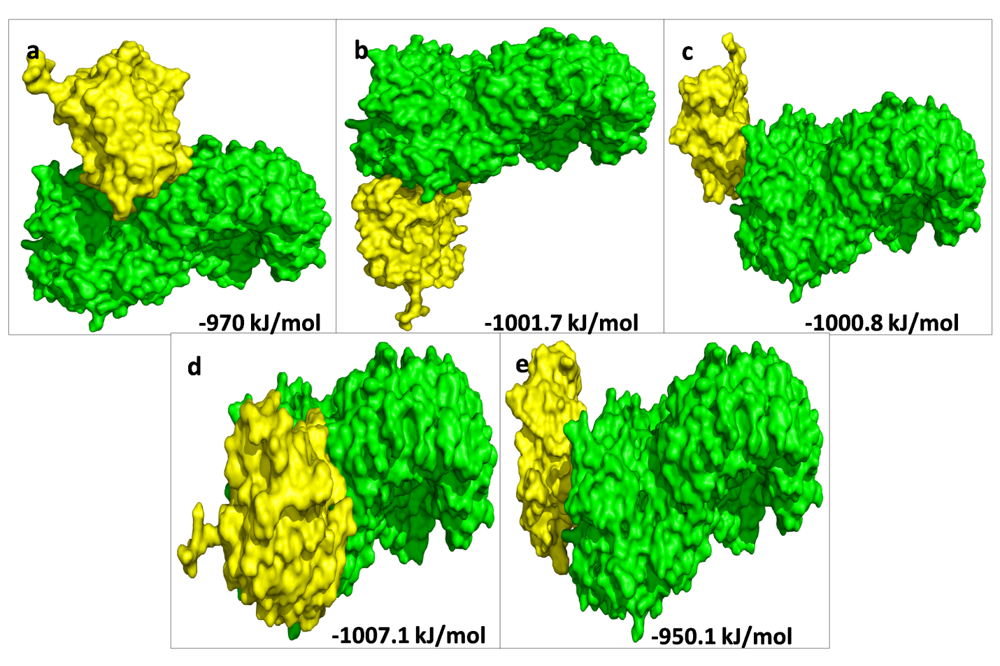 a
b
c
-970 kJ/mol
-1001.7 kJ/mol
-1000.8 kJ/mol
d
e
-1007.1 kJ/mol
-950.1 kJ/mol